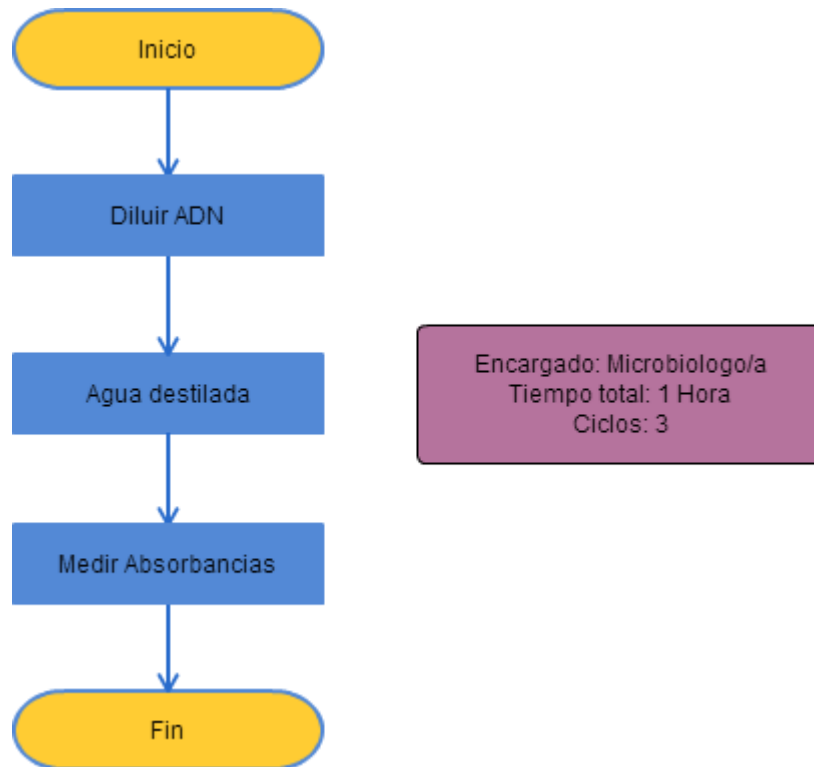 Inicio
Diluir ADN
Agua destilada
Medir Absorbancias
Fin
Encargado: Microbiologo/a
Tiempo total: 1 Hora
Ciclos: 3